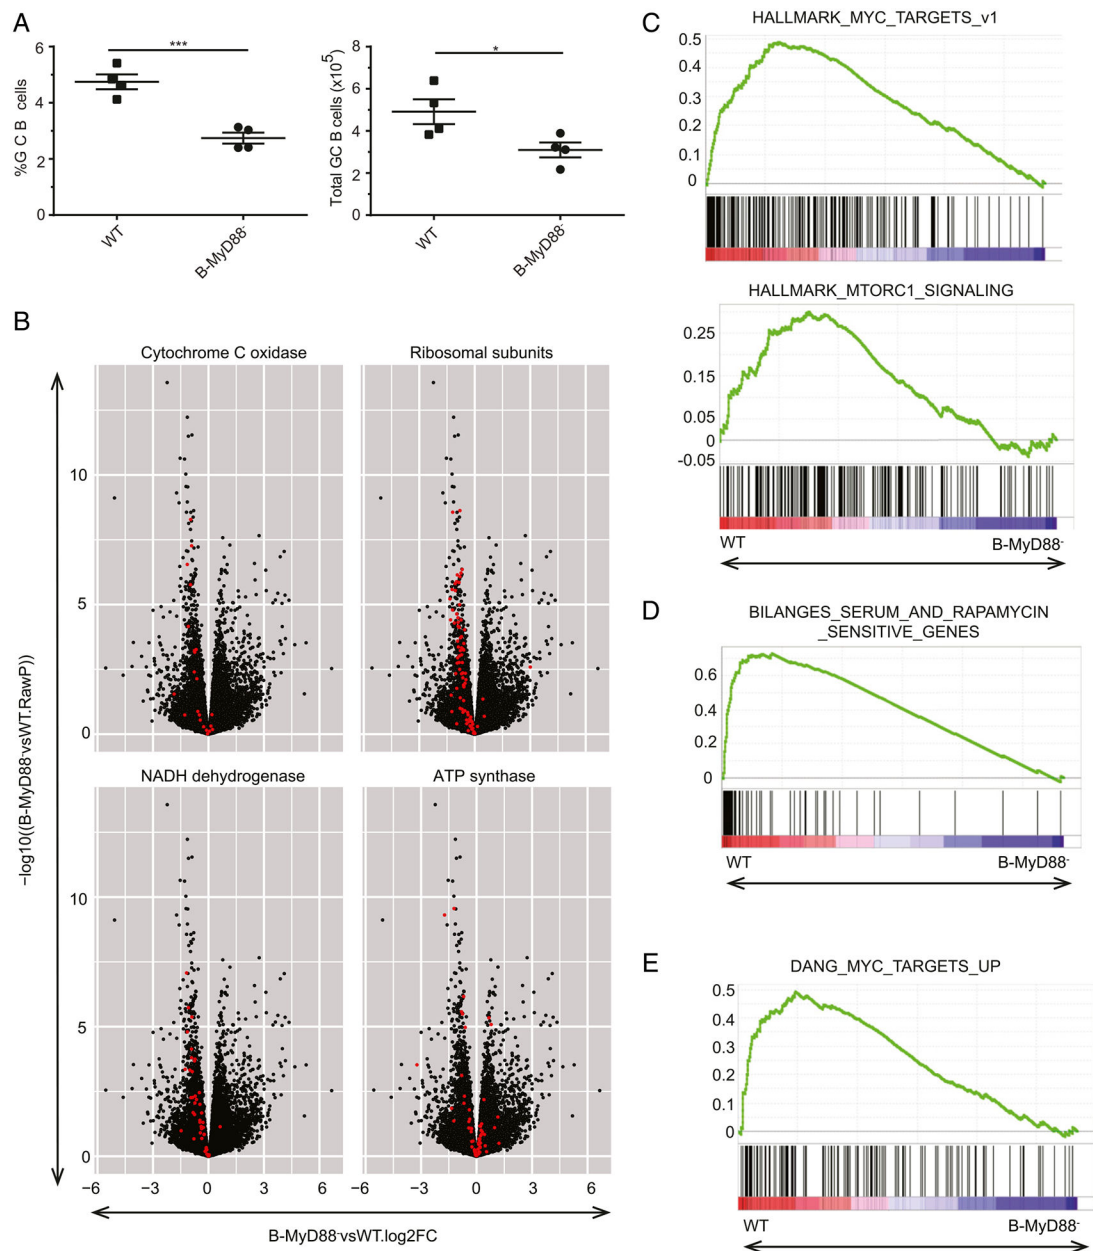 A
%G C B cells
6
4
2
0
***
WT
B-MyD88-
Total GC B cells (x10⁵)
8
6
4
2
0
*
WT
B-MyD88-
B
Cytochrome C oxidase
Ribosomal subunits
10
5
0
NADH dehydrogenase
ATP synthase
10
5
0
−6 −3 0 3 6
−6 −3 0 3 6
−log10((B-MyD88⁻vsWT.RawP))
B-MyD88⁻vsWT.log2FC
C
HALLMARK_MYC_TARGETS_v1
0.5
0.4
0.3
0.2
0.1
0
HALLMARK_MTORC1_SIGNALING
0.25
0.15
0.05
0
-0.05
WT
B-MyD88-
D
BILANGES_SERUM_AND_RAPAMYCIN
_SENSITIVE_GENES
0.6
0.4
0.2
0
WT
B-MyD88-
E
DANG_MYC_TARGETS_UP
0.5
0.4
0.3
0.2
0.1
0
WT
B-MyD88-